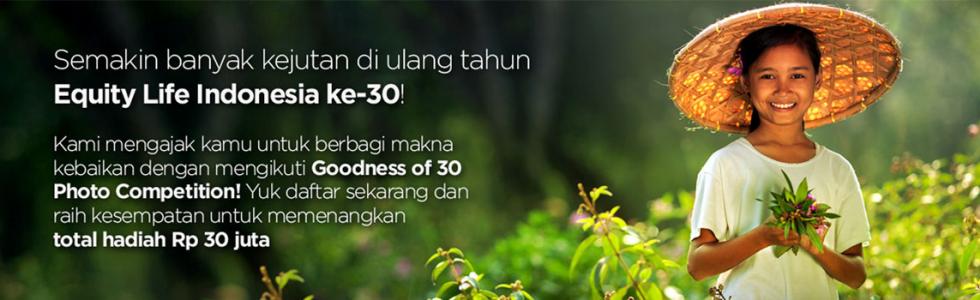 Semakin banyak kejutan di ulang tahun
Equity Life Indonesia ke-30!
Kami mengajak kamu untuk berbagi makna
kebaikan dengan mengikuti Goodness of 30
Photo Competition! Yuk daftar sekarang dan
raih kesempatan untuk memenangkan
total hadiah Rp 30 juta